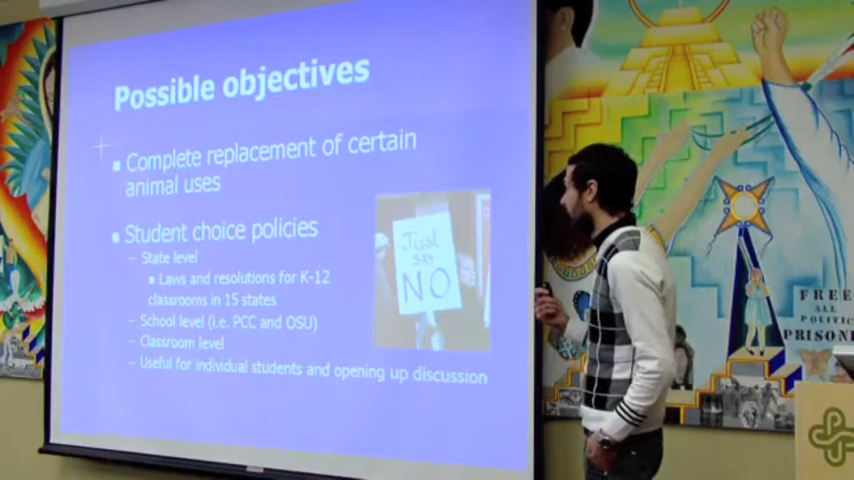 Possible objectives
Complete replacement of certain
animal uses
Student choice policies
– State level
Laws and resolutions for K-12
classrooms in 15 states
– School level (i.e. PCC and OSU)
– Classroom level
– Useful for individual students and opening up discussion
Just
SAY
NO
FREE
ALL
POLITICAL
PRISONERS